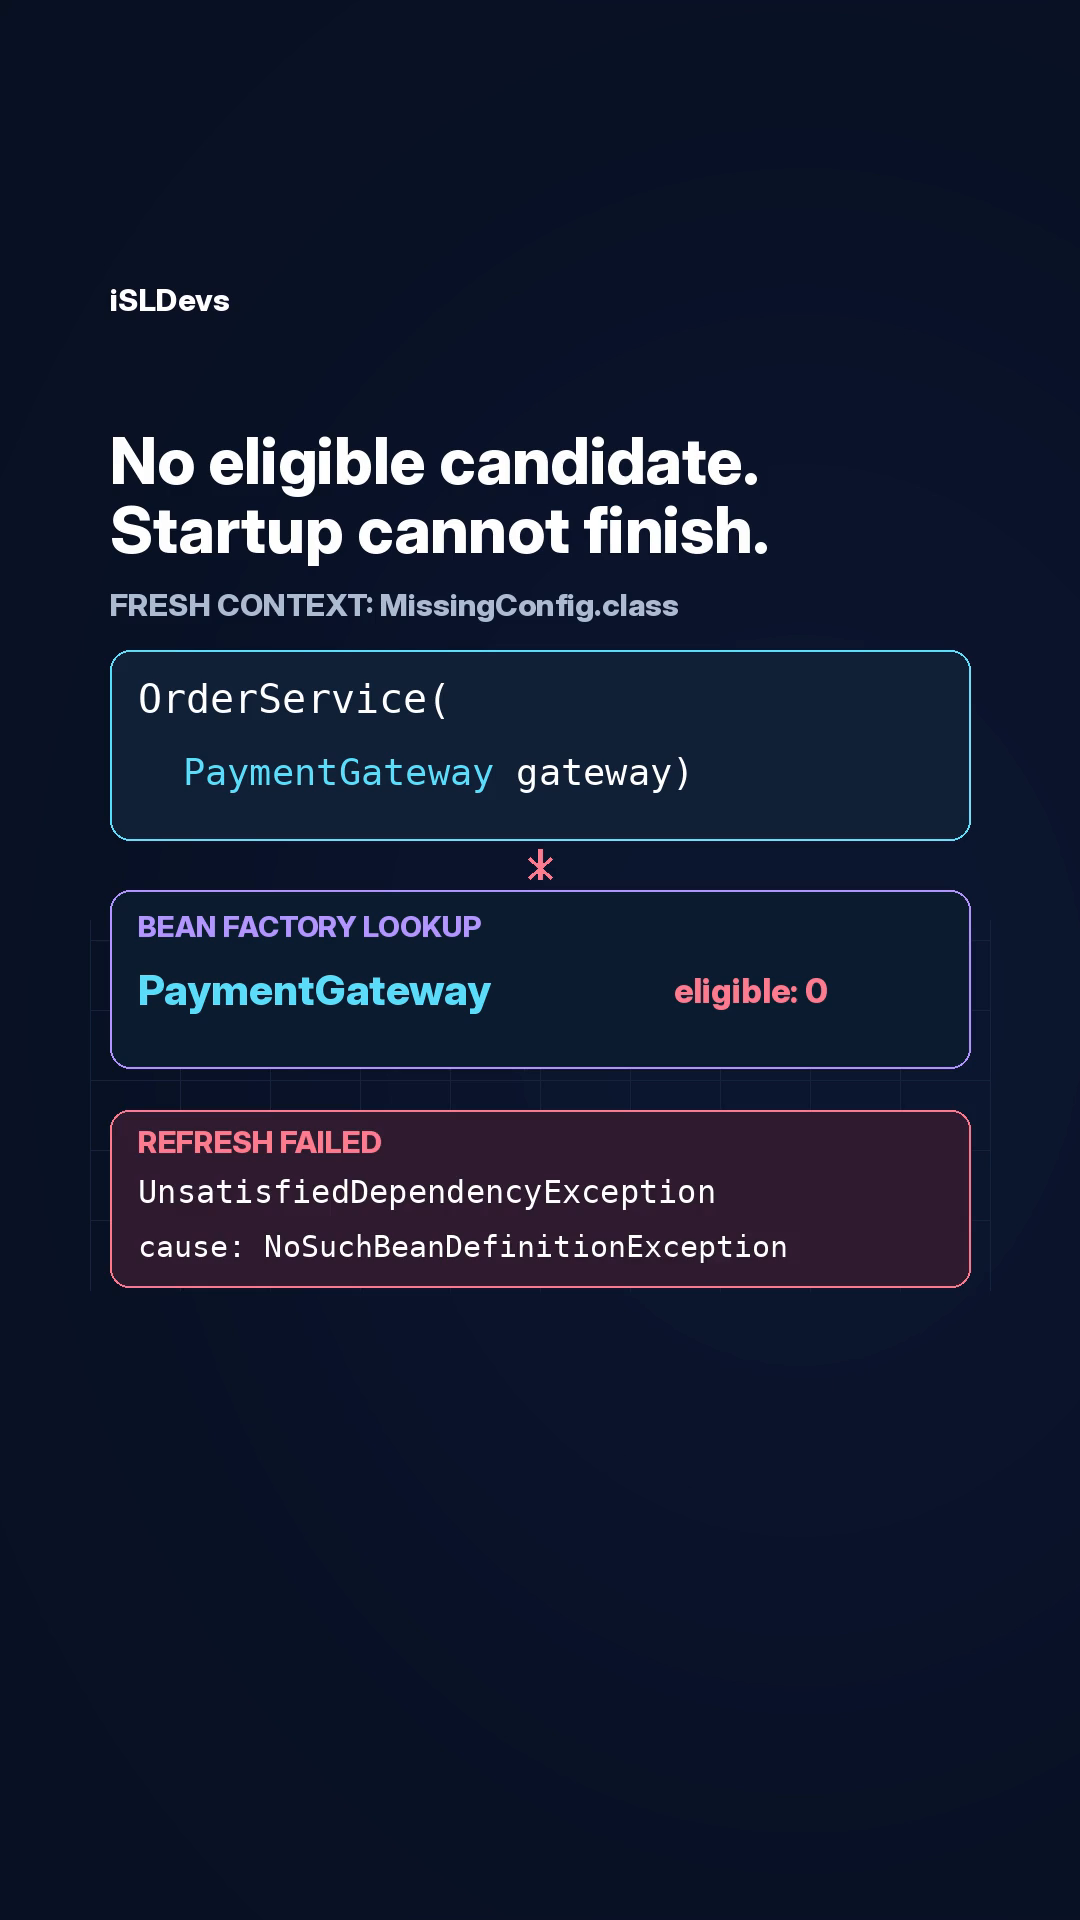 iSLDevs
No eligible candidate.
Startup cannot finish.
FRESH CONTEXT: MissingConfig.class
OrderService(
PaymentGateway gateway)
BEAN FACTORY LOOKUP
PaymentGateway eligible: 0
REFRESH FAILED
UnsatisfiedDependencyException
cause: NoSuchBeanDefinitionException